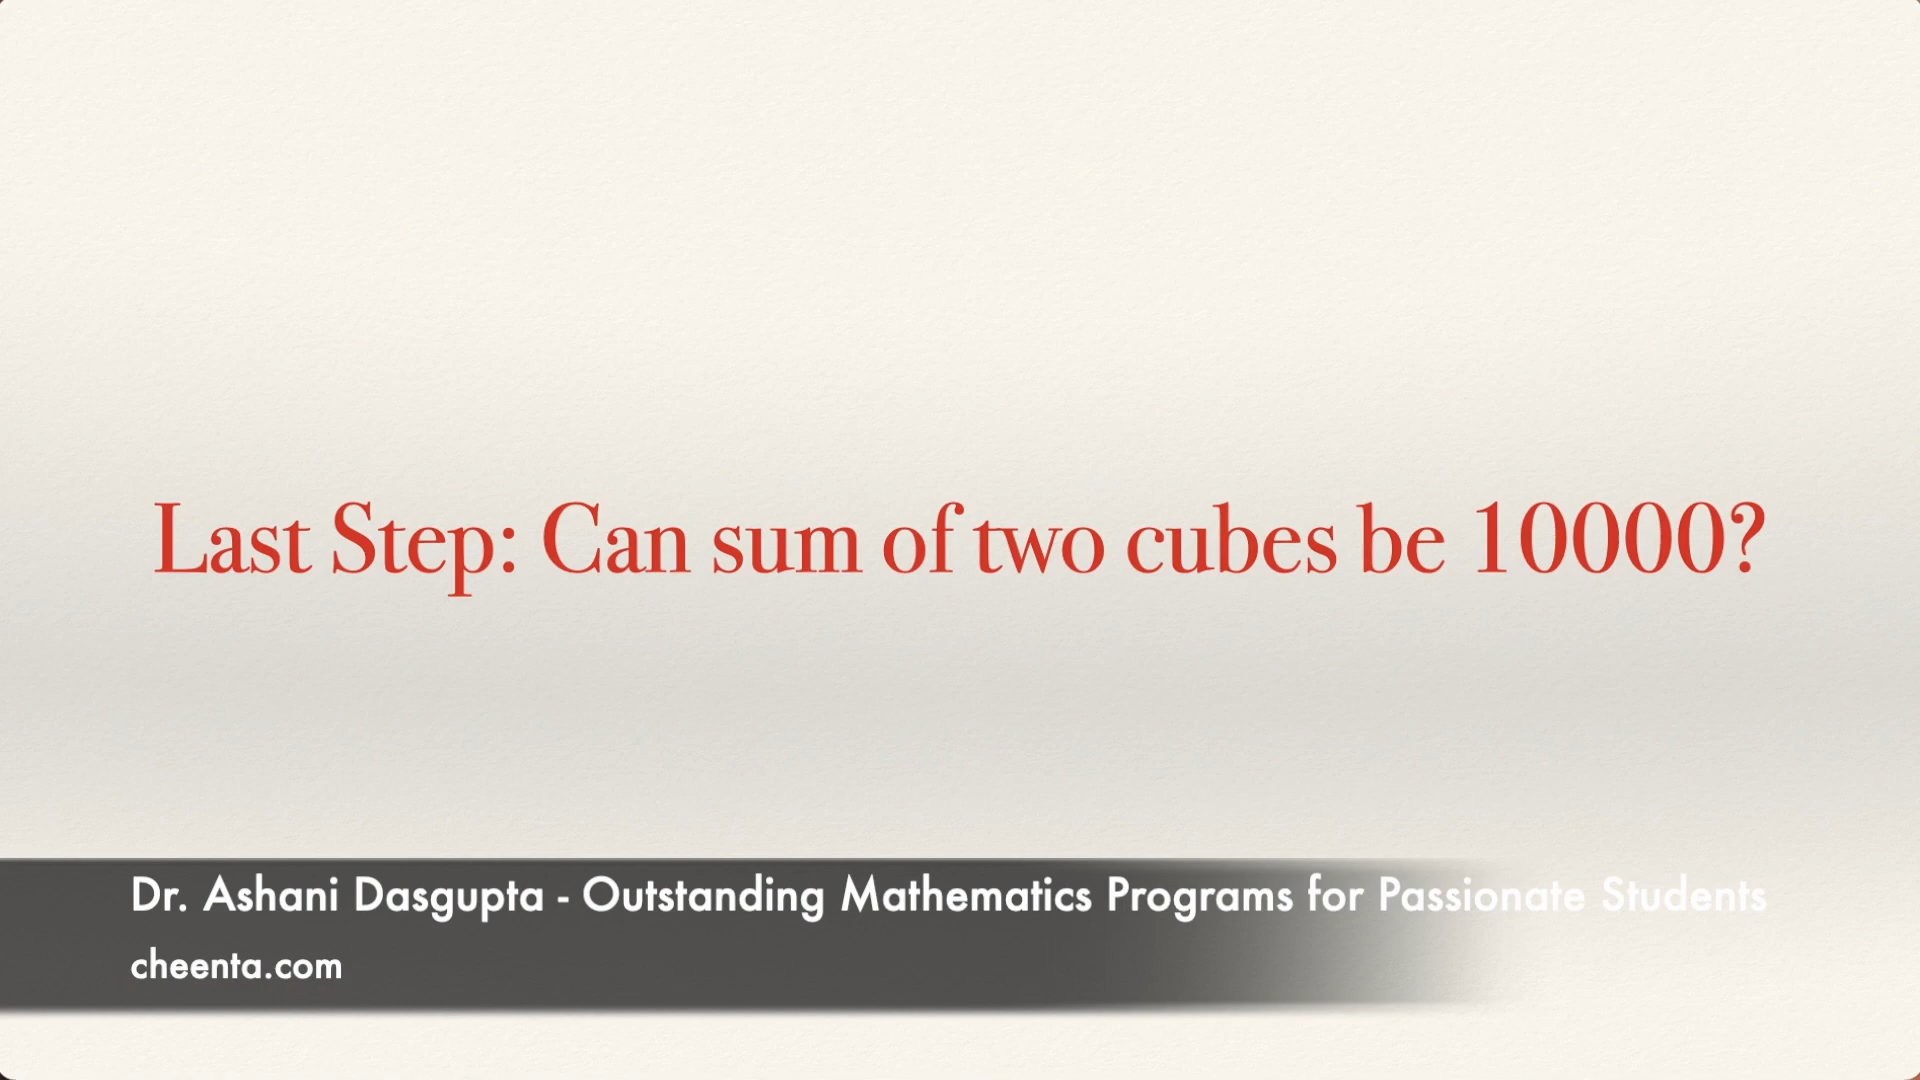 Last Step: Can sum of two cubes be 10000?
Dr. Ashani Dasgupta - Outstanding Mathematics Programs for Passionate Students
cheenta.com